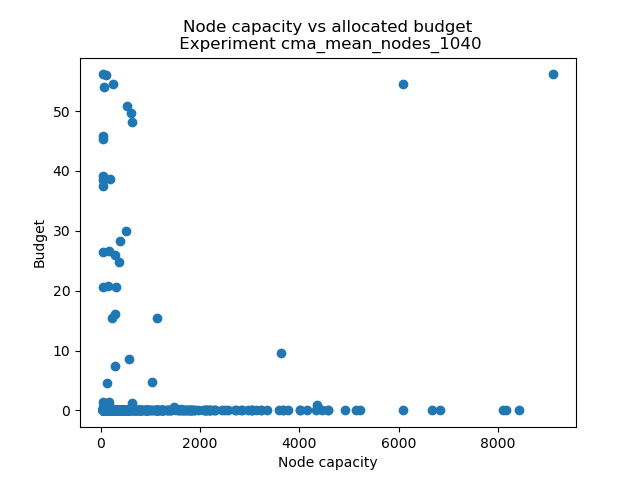 Node capacity vs allocated budget
Experiment cma_mean_nodes_1040
50
40
30
20
10
0
Budget
0 2000 4000 6000 8000
Node capacity